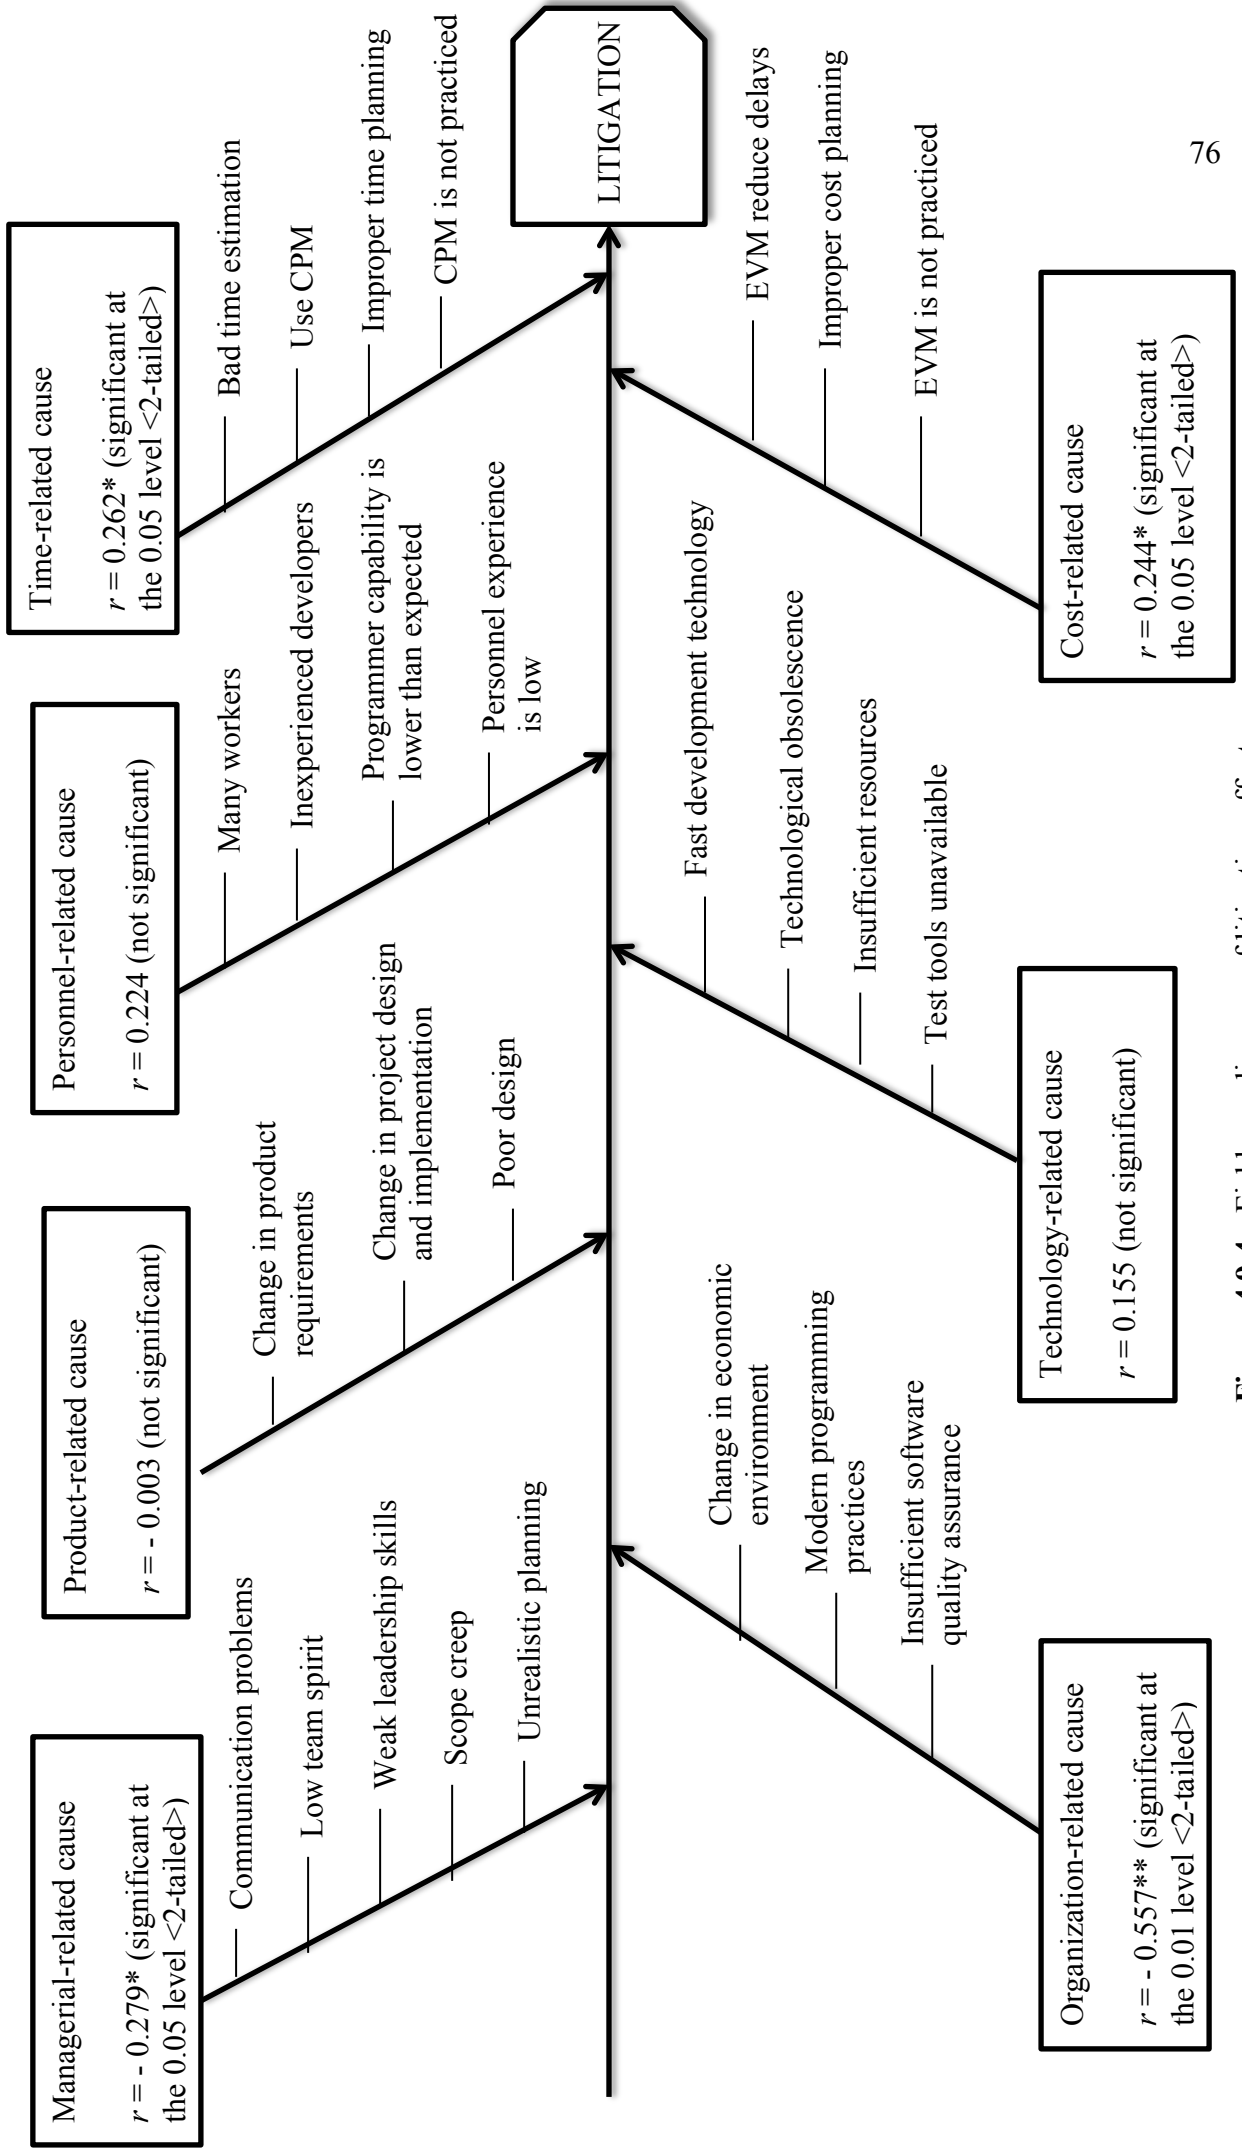 Managerial-related cause
r = - 0.279* (significant at
the 0.05 level <2-tailed>)
Communication problems
Low team spirit
Weak leadership skills
Scope creep
Unrealistic planning
Product-related cause
r = - 0.003 (not significant)
Change in product
requirements
Change in project design
and implementation
Poor design
Personnel-related cause
r = 0.224 (not significant)
Many workers
Inexperienced developers
Programmer capability is
lower than expected
Personnel experience
is low
Time-related cause
r = 0.262* (significant at
the 0.05 level <2-tailed>)
Bad time estimation
Use CPM
Improper time planning
CPM is not practiced
LITIGATION
Change in economic
environment
Modern programming
practices
Insufficient software
quality assurance
Organization-related cause
r = - 0.557** (significant at
the 0.01 level <2-tailed>)
Fast development technology
Technological obsolescence
Insufficient resources
Test tools unavailable
Technology-related cause
r = 0.155 (not significant)
EVM reduce delays
Improper cost planning
EVM is not practiced
Cost-related cause
r = 0.244* (significant at
the 0.05 level <2-tailed>)
76